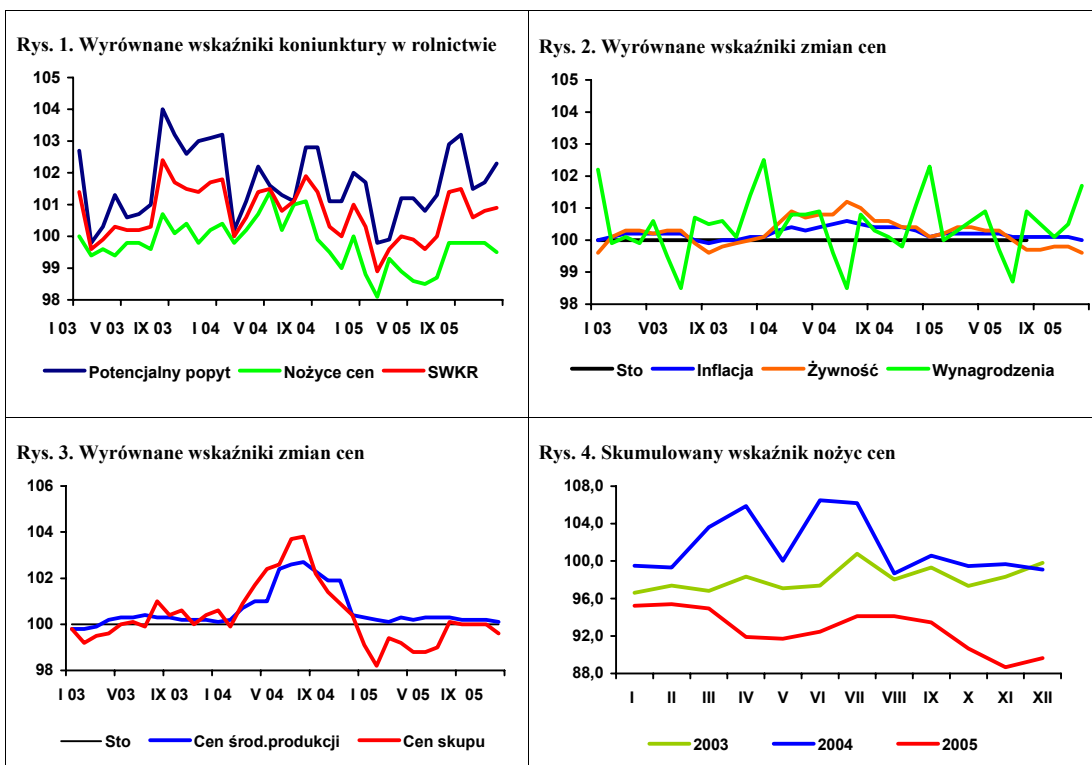 Rys. 1. Wyrównane wskaźniki koniunktury w rolnictwie
105
104
103
102
101
100
99
98
I 03 V 03 IX 03 I 04 V 04 IX 04 I 05 V 05 IX 05
Potencjalny popyt Nożyce cen SWKR
Rys. 2. Wyrównane wskaźniki zmian cen
105
104
103
102
101
100
99
98
I 03 V03 IX 03 I 04 V 04 IX 04 I 05 V 05 IX 05
Sto Inflacja Żywność Wynagrodzenia
Rys. 3. Wyrównane wskaźniki zmian cen
106
104
102
100
98
I 03 V03 IX 03 I 04 V 04 IX 04 I 05 V 05 IX 05
Sto Cen środ.produkcji Cen skupu
Rys. 4. Skumulowany wskaźnik nożyc cen
108,0
104,0
100,0
96,0
92,0
88,0
I II III IV V VI VII VIII IX X XI XII
2003 2004 2005